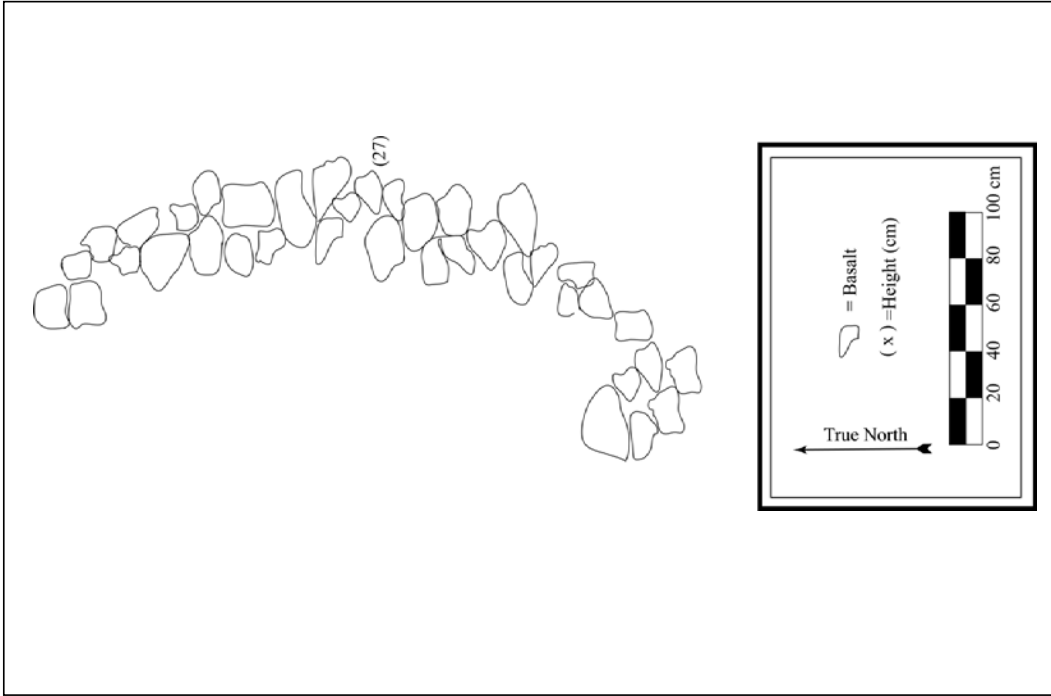 (27)
= Basalt
( x ) =Height (cm)
True North
0 20 40 60 80 100 cm